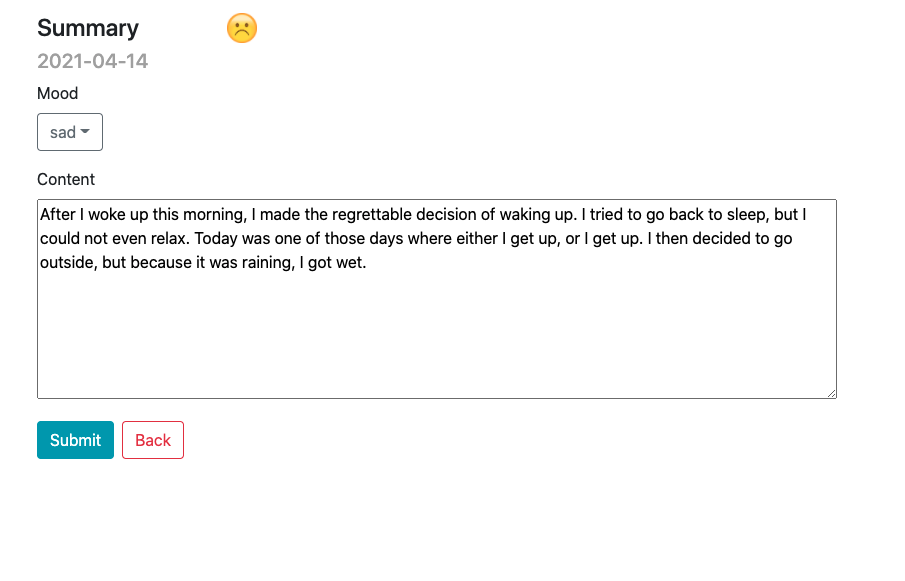 Summary ☹️
2021-04-14
Mood
sad
Content
After I woke up this morning, I made the regrettable decision of waking up. I tried to go back to sleep, but I
could not even relax. Today was one of those days where either I get up, or I get up. I then decided to go
outside, but because it was raining, I got wet.
Submit Back